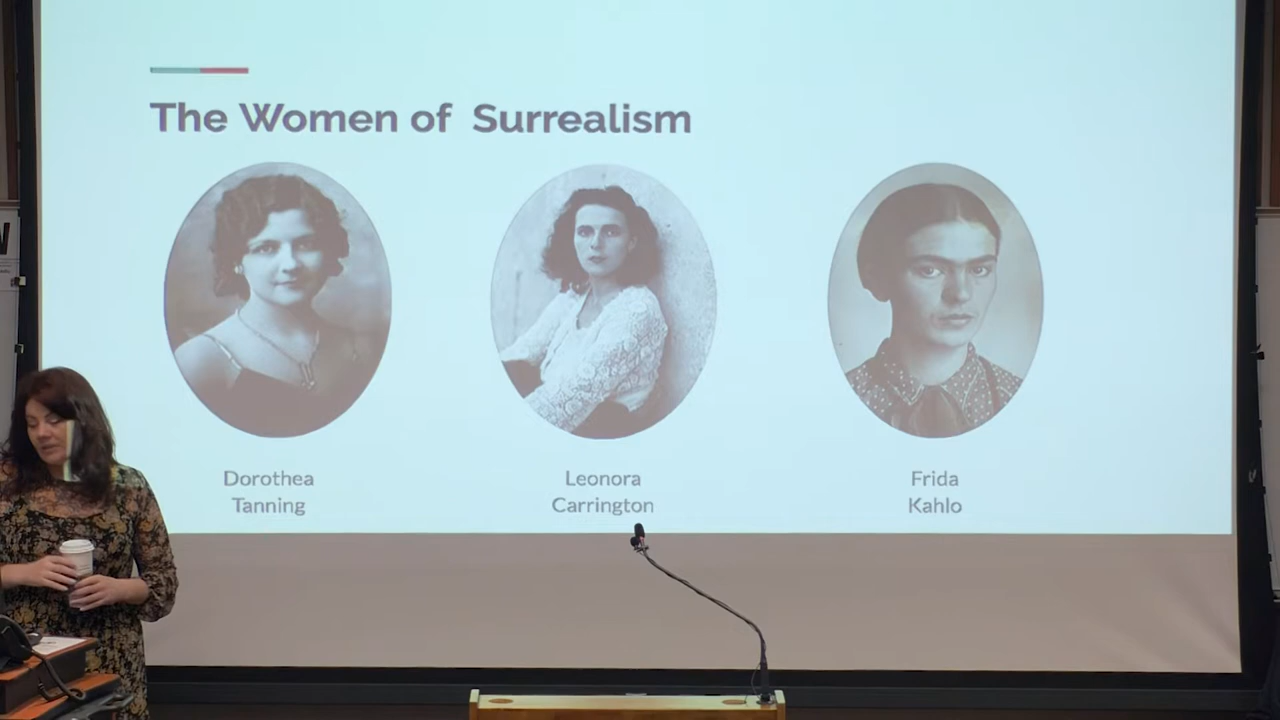 The Women of Surrealism
Dorothea
Tanning
Leonora
Carrington
Frida
Kahlo